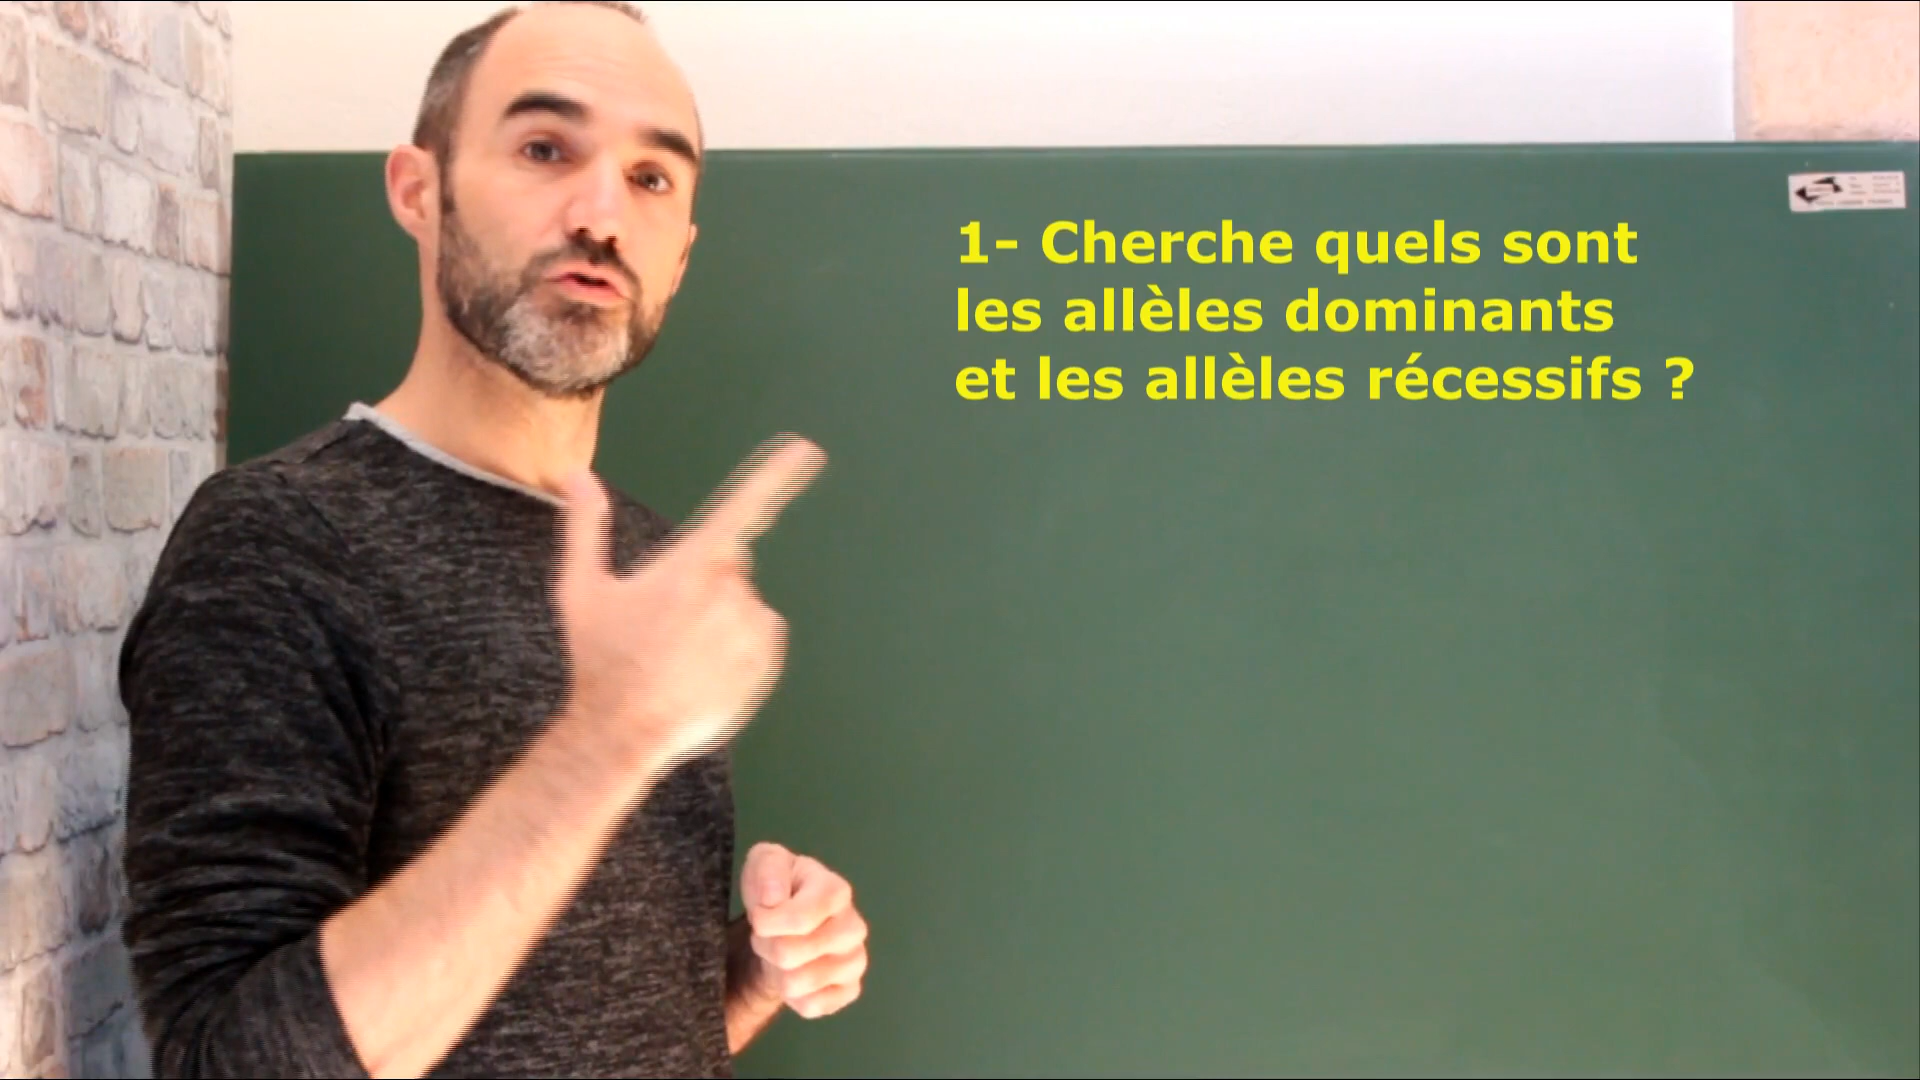 1- Cherche quels sont
les allèles dominants
et les allèles récessifs ?